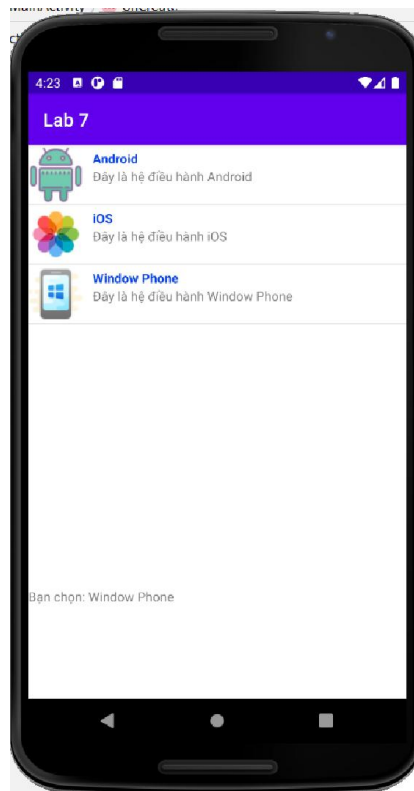 4:23
Lab 7
Android
Đây là hệ điều hành Android
iOS
Đây là hệ điều hành iOS
Window Phone
Đây là hệ điều hành Window Phone
Bạn chọn: Window Phone